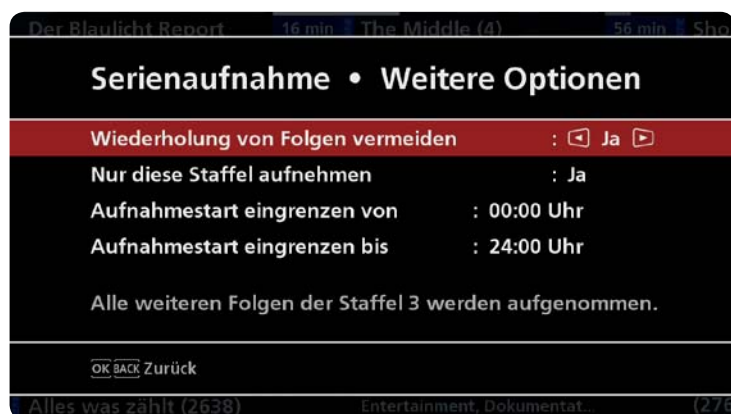 Der Blaulicht Report 16 min The Middle (4) 56 min Sho
Serienaufnahme • Weitere Optionen
Wiederholung von Folgen vermeiden : ◀ Ja ▶
Nur diese Staffel aufnehmen : Ja
Aufnahmestart eingrenzen von : 00:00 Uhr
Aufnahmestart eingrenzen bis : 24:00 Uhr
Alle weiteren Folgen der Staffel 3 werden aufgenommen.
OK BACK Zurück
Alles was zählt (2638) Entertainment, Dokumentat... (276